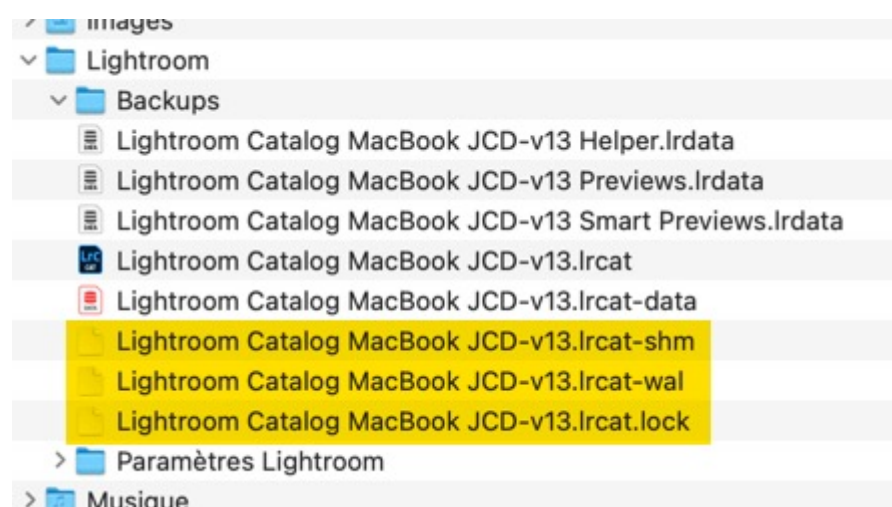 Images
Lightroom
Backups
Lightroom Catalog MacBook JCD-v13 Helper.lrdata
Lightroom Catalog MacBook JCD-v13 Previews.lrdata
Lightroom Catalog MacBook JCD-v13 Smart Previews.lrdata
Lightroom Catalog MacBook JCD-v13.lrcat
Lightroom Catalog MacBook JCD-v13.lrcat-data
Lightroom Catalog MacBook JCD-v13.lrcat-shm
Lightroom Catalog MacBook JCD-v13.lrcat-wal
Lightroom Catalog MacBook JCD-v13.lrcat.lock
Paramètres Lightroom
Musique